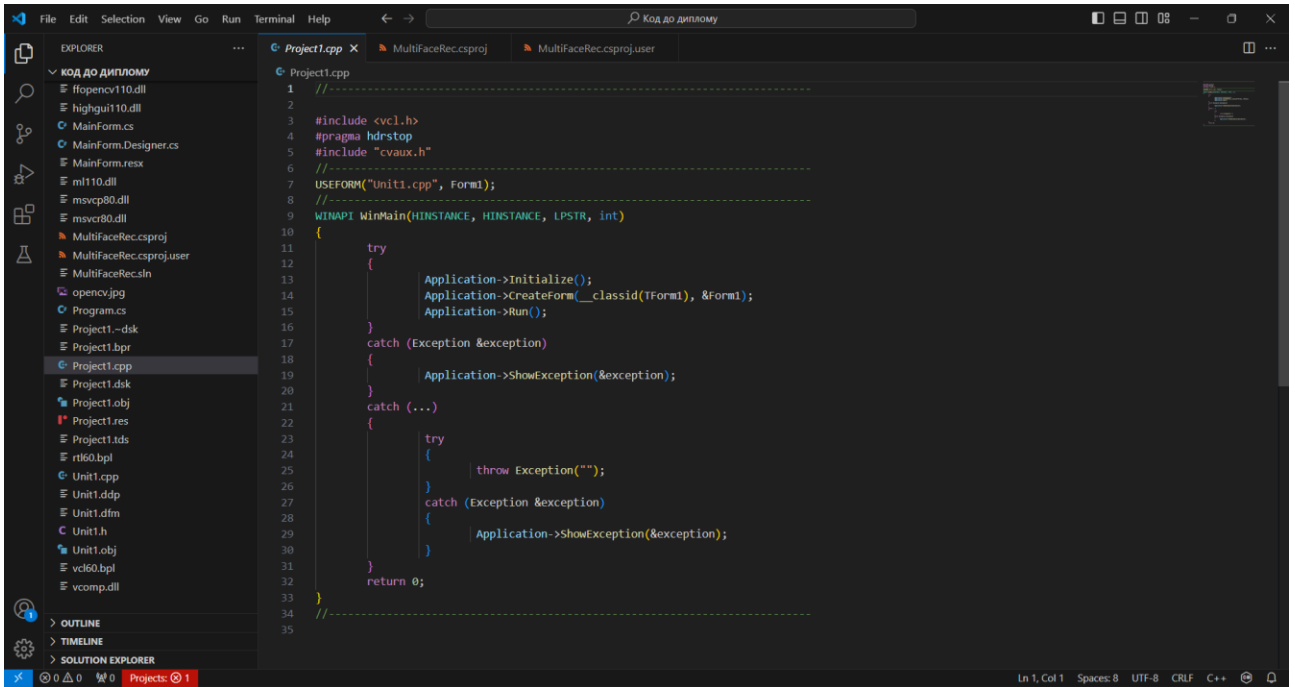 File Edit Selection View Go Run Terminal Help
Код до диплому
EXPLORER
КОД ДО ДИПЛОМУ
ffopencv110.dll
highgui110.dll
MainForm.cs
MainForm.Designer.cs
MainForm.resx
ml110.dll
msvcp80.dll
msvcr80.dll
MultiFaceRec.csproj
MultiFaceRec.csproj.user
MultiFaceRec.sln
opencv.jpg
Program.cs
Project1.~dsk
Project1.bpr
Project1.cpp
Project1.dsk
Project1.obj
Project1.res
Project1.tds
rtl60.bpl
Unit1.cpp
Unit1.ddp
Unit1.dfm
Unit1.h
Unit1.obj
vcl60.bpl
vcomp.dll
OUTLINE
TIMELINE
SOLUTION EXPLORER
Project1.cpp MultiFaceRec.csproj MultiFaceRec.csproj.user
Project1.cpp
1 //---------------------------------------------------------------------------
2
3 #include <vcl.h>
4 #pragma hdrstop
5 #include "cvaux.h"
6 //---------------------------------------------------------------------------
7 USEFORM("Unit1.cpp", Form1);
8 //---------------------------------------------------------------------------
9 WINAPI WinMain(HINSTANCE, HINSTANCE, LPSTR, int)
10 {
11 try
12 {
13 Application->Initialize();
14 Application->CreateForm(__classid(TForm1), &Form1);
15 Application->Run();
16 }
17 catch (Exception &exception)
18 {
19 Application->ShowException(&exception);
20 }
21 catch (...)
22 {
23 try
24 {
25 throw Exception("");
26 }
27 catch (Exception &exception)
28 {
29 Application->ShowException(&exception);
30 }
31 }
32 return 0;
33 }
34 //---------------------------------------------------------------------------
35
1
0 0 0 Projects: 1 Ln 1, Col 1 Spaces: 8 UTF-8 CRLF C++